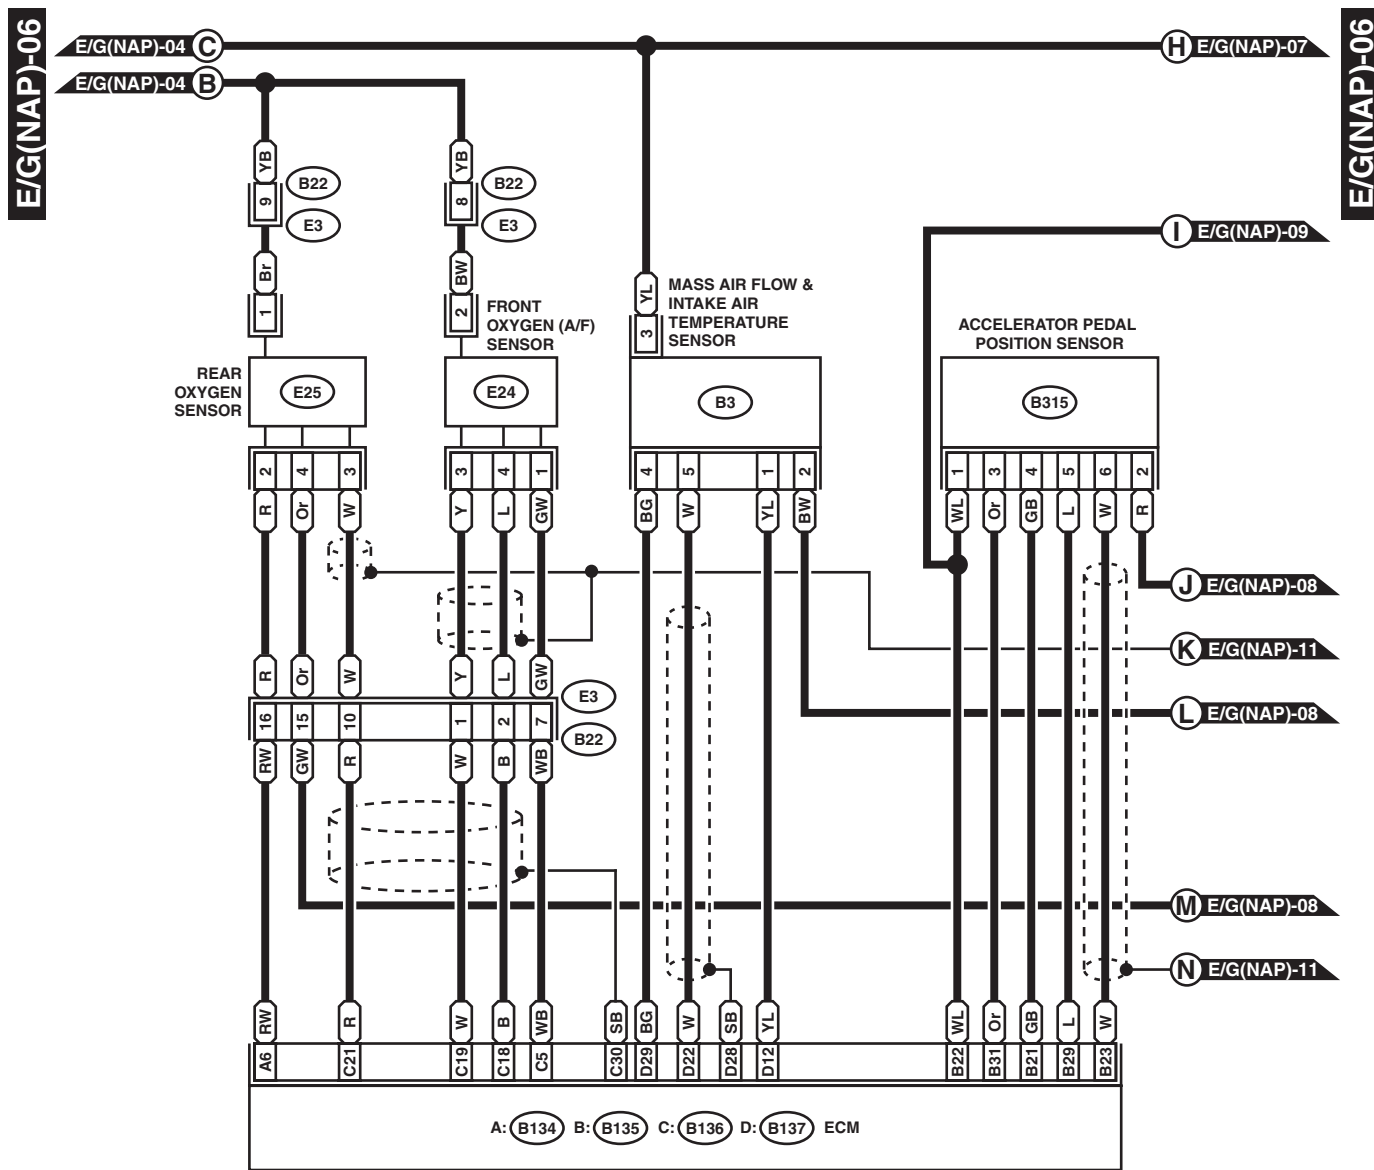 E/G(NAP)-06
E/G(NAP)-06
E/G(NAP)-04 C
H E/G(NAP)-07
E/G(NAP)-04 B
YB
YB
9
B22
8
B22
E3
E3
I E/G(NAP)-09
Br
BW
YL
1
2
3
FRONT
OXYGEN (A/F)
SENSOR
MASS AIR FLOW &
INTAKE AIR
TEMPERATURE
SENSOR
ACCELERATOR PEDAL
POSITION SENSOR
REAR
OXYGEN
SENSOR
E25
E24
B3
B315
2 4 3 3 4 1 4 5 1 2 1 3 4 5 6 2
R Or W Y L GW BG W YL BW WL Or GB L W R
J E/G(NAP)-08
K E/G(NAP)-11
R Or W Y L GW
E3
L E/G(NAP)-08
16 15 10 1 2 7
B22
RW GW R W B WB
M E/G(NAP)-08
N E/G(NAP)-11
RW R W B WB SB BG W SB YL WL Or GB L W
A6 C21 C19 C18 C5 C30 D29 D22 D28 D12 B22 B31 B21 B29 B23
A: B134 B: B135 C: B136 D: B137 ECM